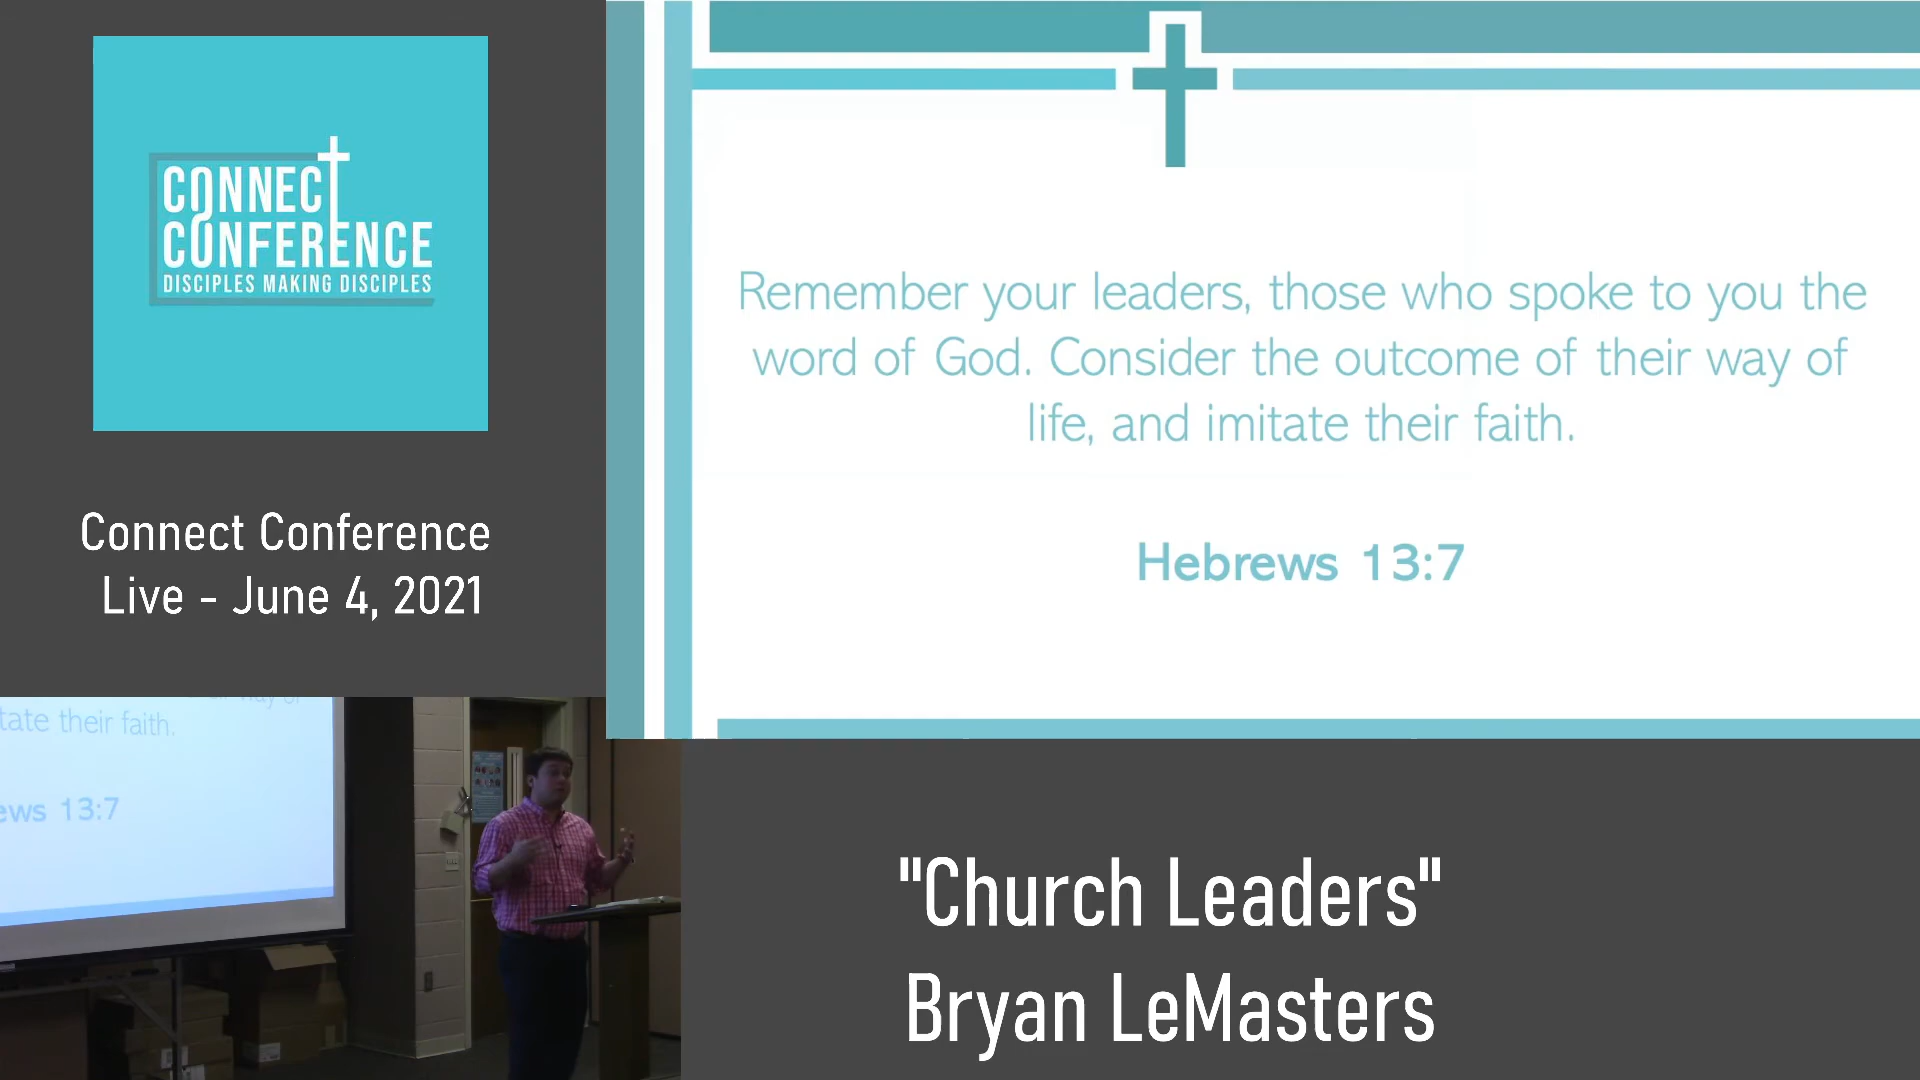 CONNECT
CONFERENCE
DISCIPLES MAKING DISCIPLES
Connect Conference
Live - June 4, 2021
Remember your leaders, those who spoke to you the
word of God. Consider the outcome of their way of
life, and imitate their faith.
Hebrews 13:7
tate their faith.
ews 13:7
"Church Leaders"
Bryan LeMasters